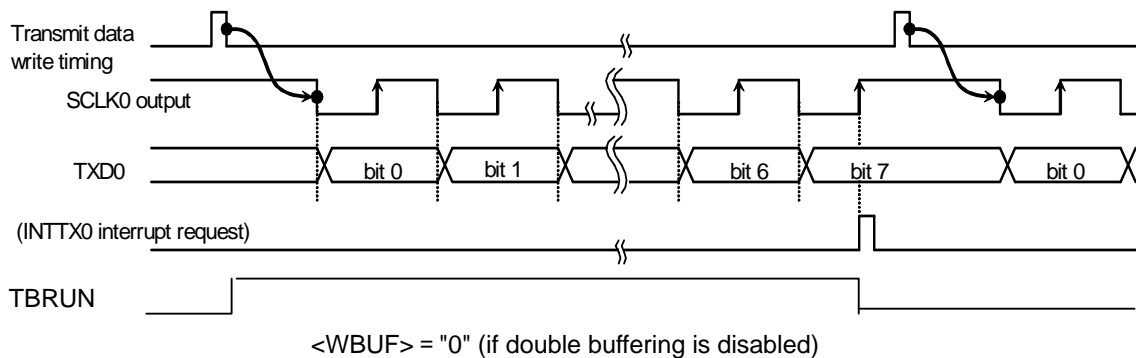 Transmit data
write timing
SCLK0 output
TXD0
bit 0
bit 1
bit 6
bit 7
bit 0
(INTTX0 interrupt request)
TBRUN
<WBUF> = "0" (if double buffering is disabled)